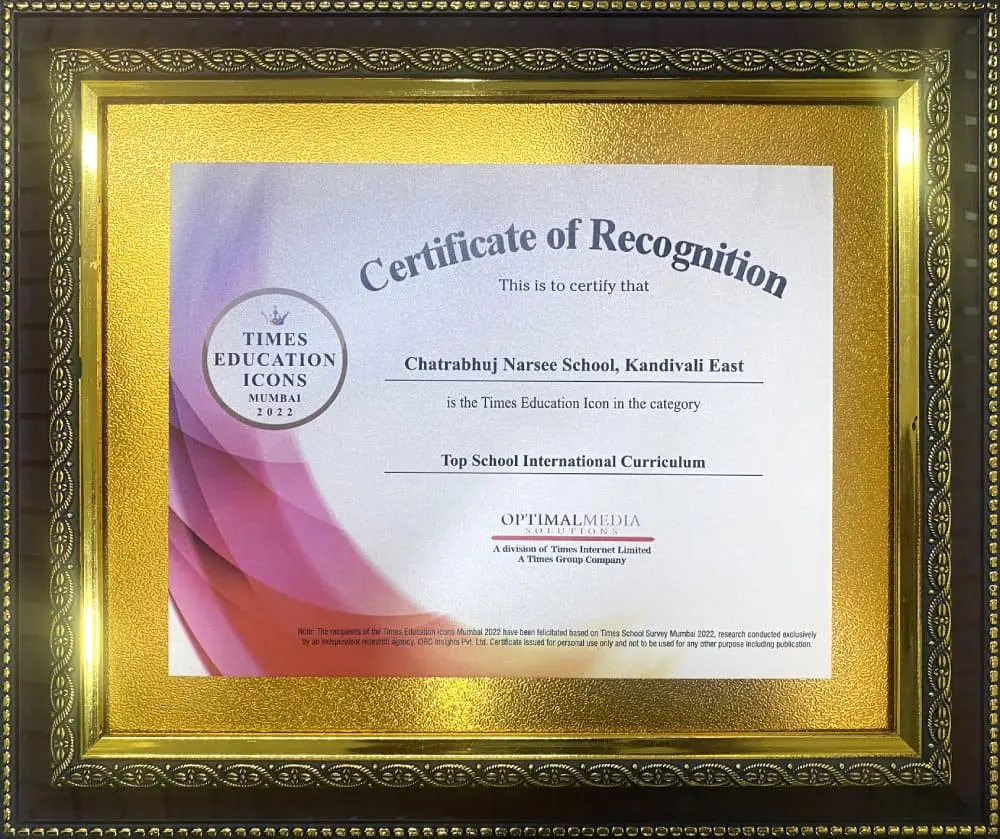 Certificate of Recognition
This is to certify that
TIMES
EDUCATION
ICONS
MUMBAI
2022
Chatrabhuj Narsee School, Kandivali East
is the Times Education Icon in the category
Top School International Curriculum
OPTIMALMEDIA
SOLUTIONS
A division of Times Internet Limited
A Times Group Company
Note: The recipients of the Times Education Icons Mumbai 2022 have been felicitated based on Times School Survey Mumbai 2022, research conducted exclusively
by an independent research agency, GRC Insights Pvt. Ltd. Certificate issued for personal use only and not to be used for any other purpose including publication.